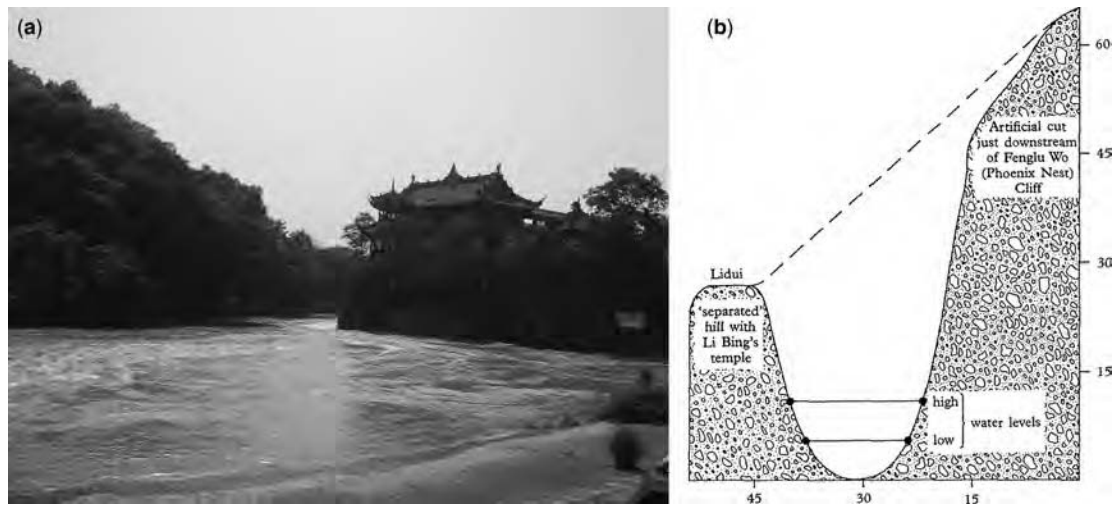 (a)
(b)
60
Artificial cut
just downstream
of Fenglu Wo
(Phoenix Nest)
Cliff
45
30
Lidui
'separated'
hill with
Li Bing's
temple
15
high
low
water levels
45
30
15